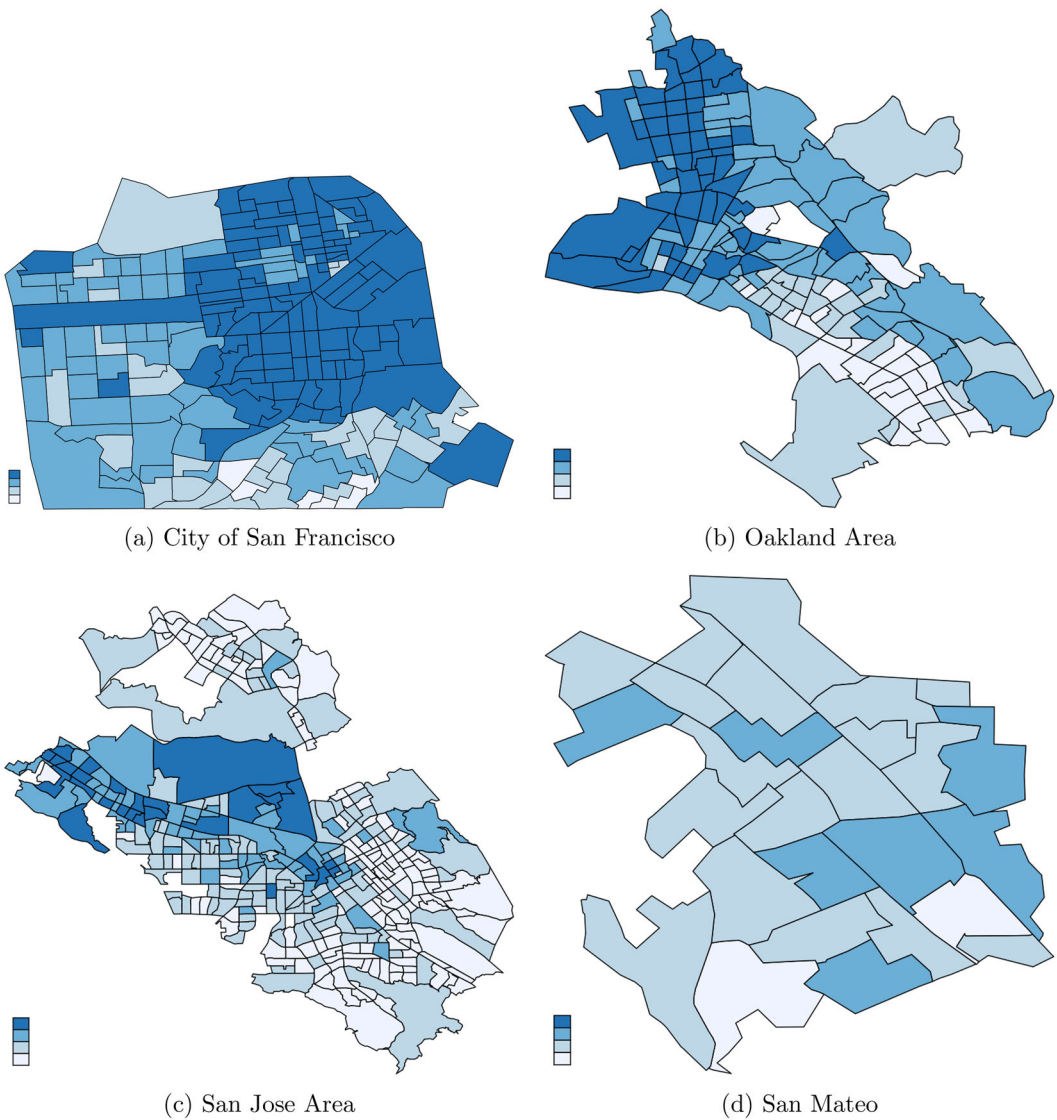 (a) City of San Francisco
(b) Oakland Area
(c) San Jose Area
(d) San Mateo